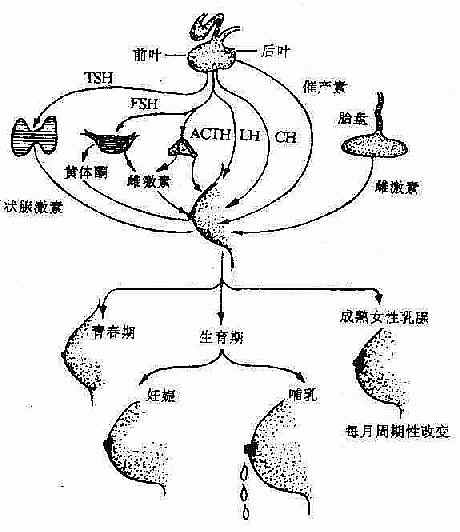 前叶
后叶
TSH
催产素
FSH
胎盘
ACTH
LH
CH
黄体酮
雌激素
雌激素
状腺激素
青春期
生育期
成熟女性乳腺
妊娠
哺乳
每月周期性改变